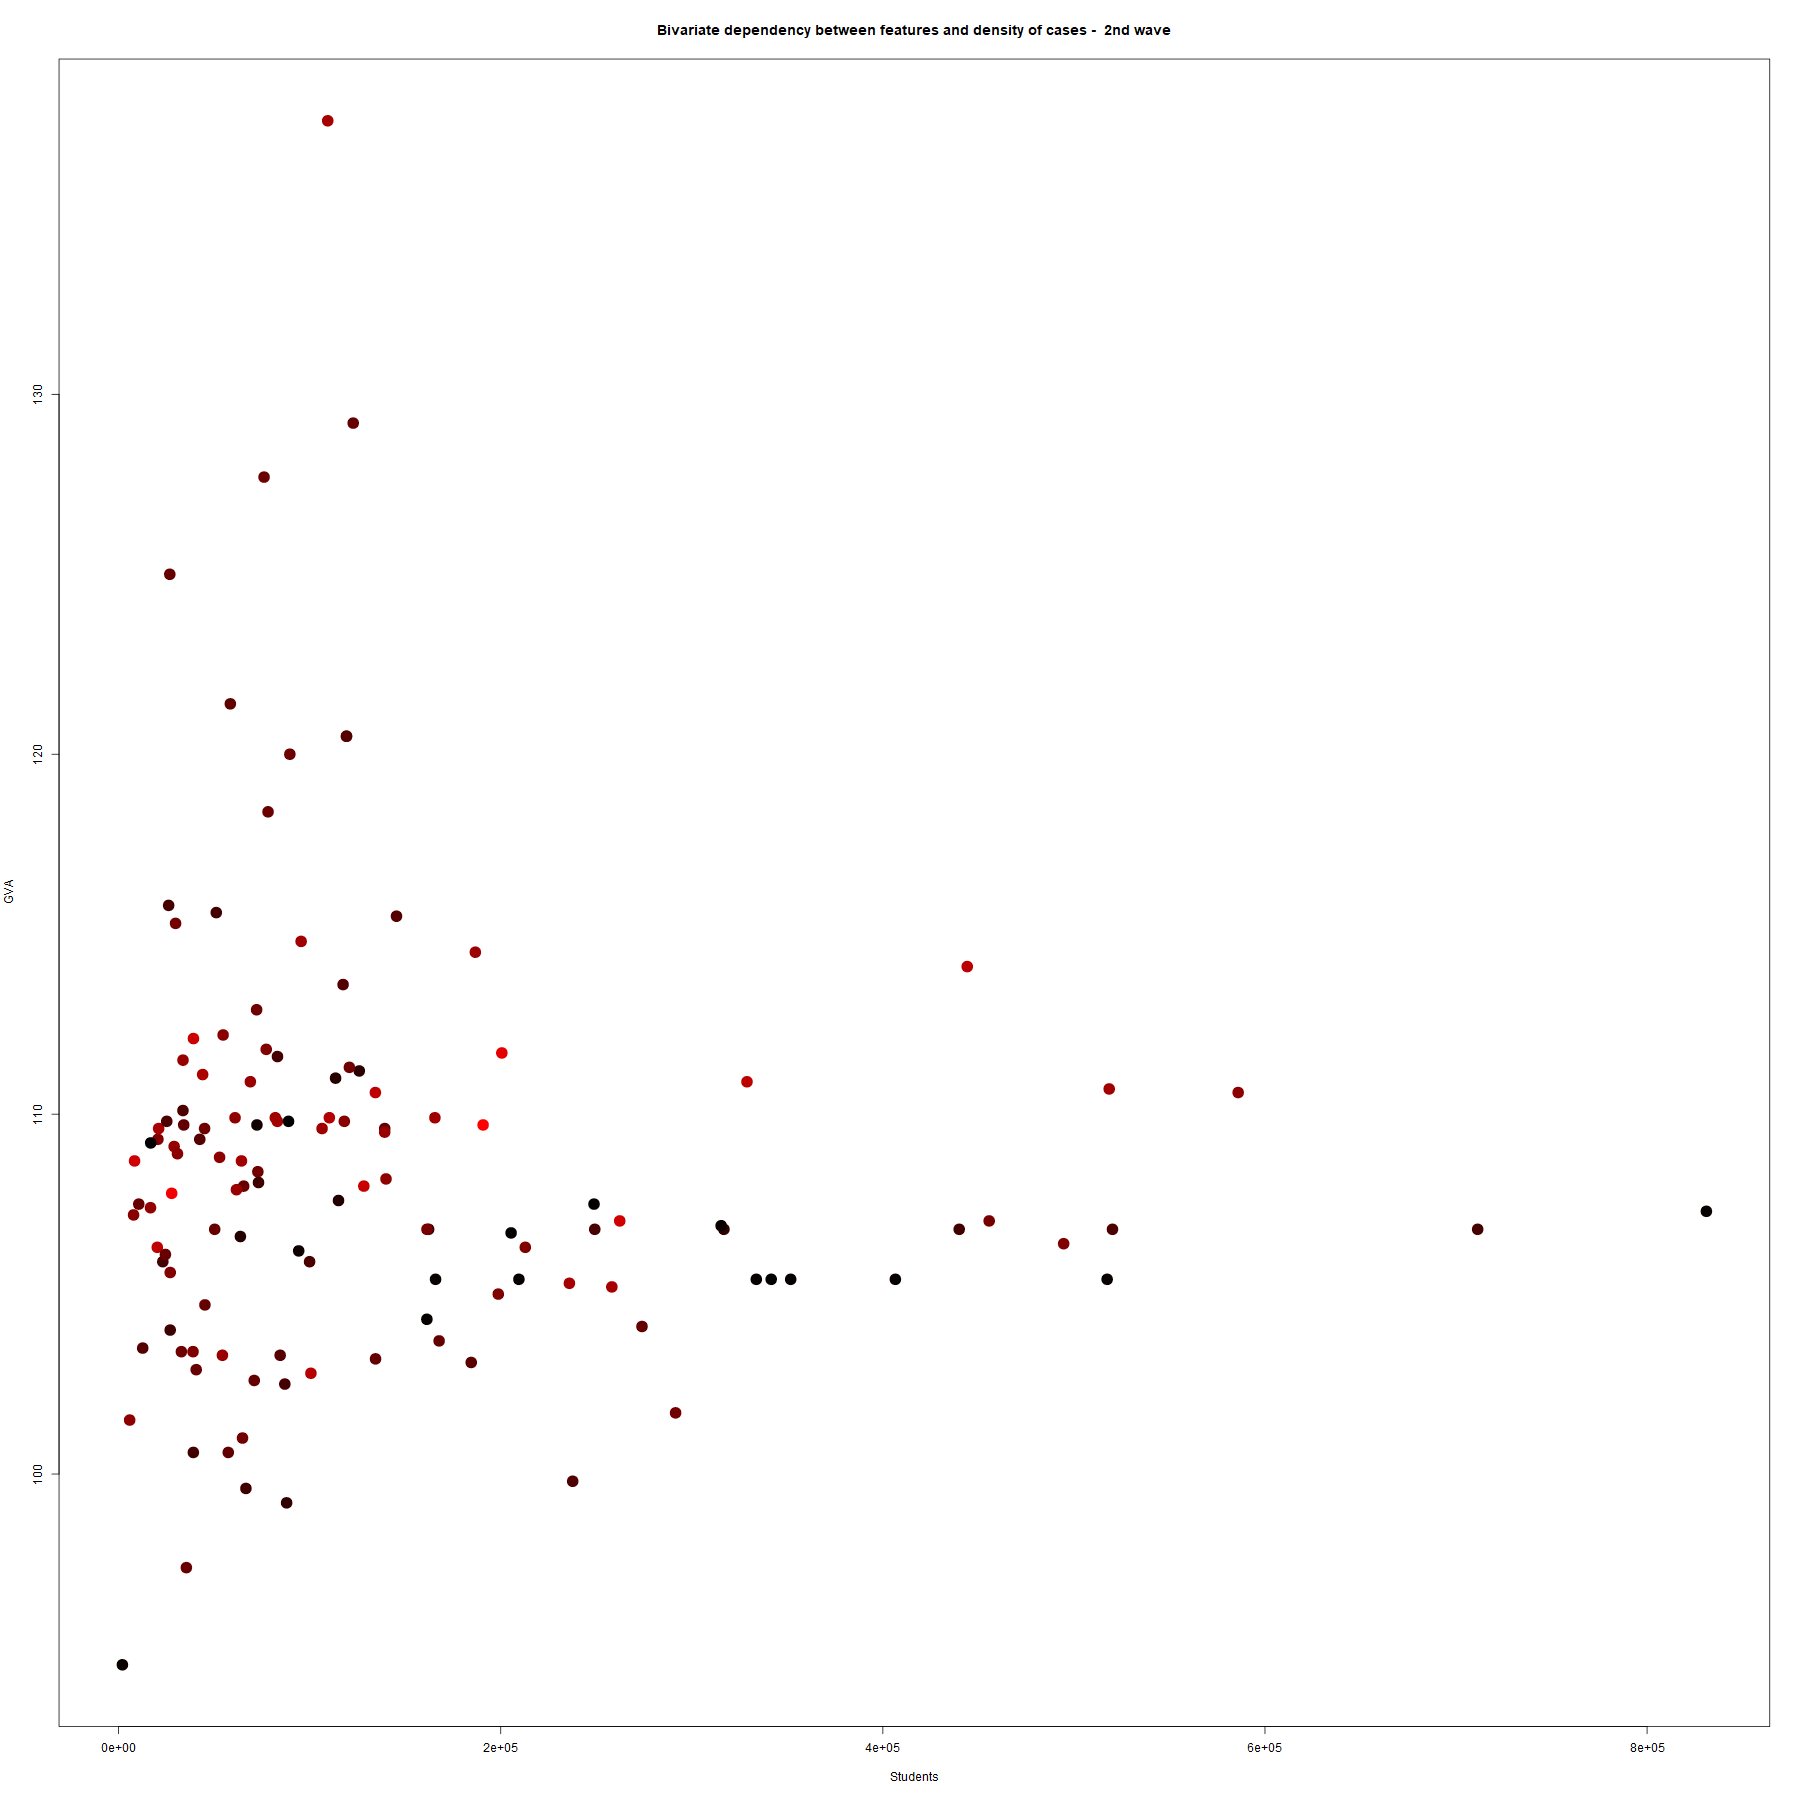 Bivariate dependency between features and density of cases -  2nd wave
130
120
GVA
110
100
0e+00 2e+05 4e+05 6e+05 8e+05
Students